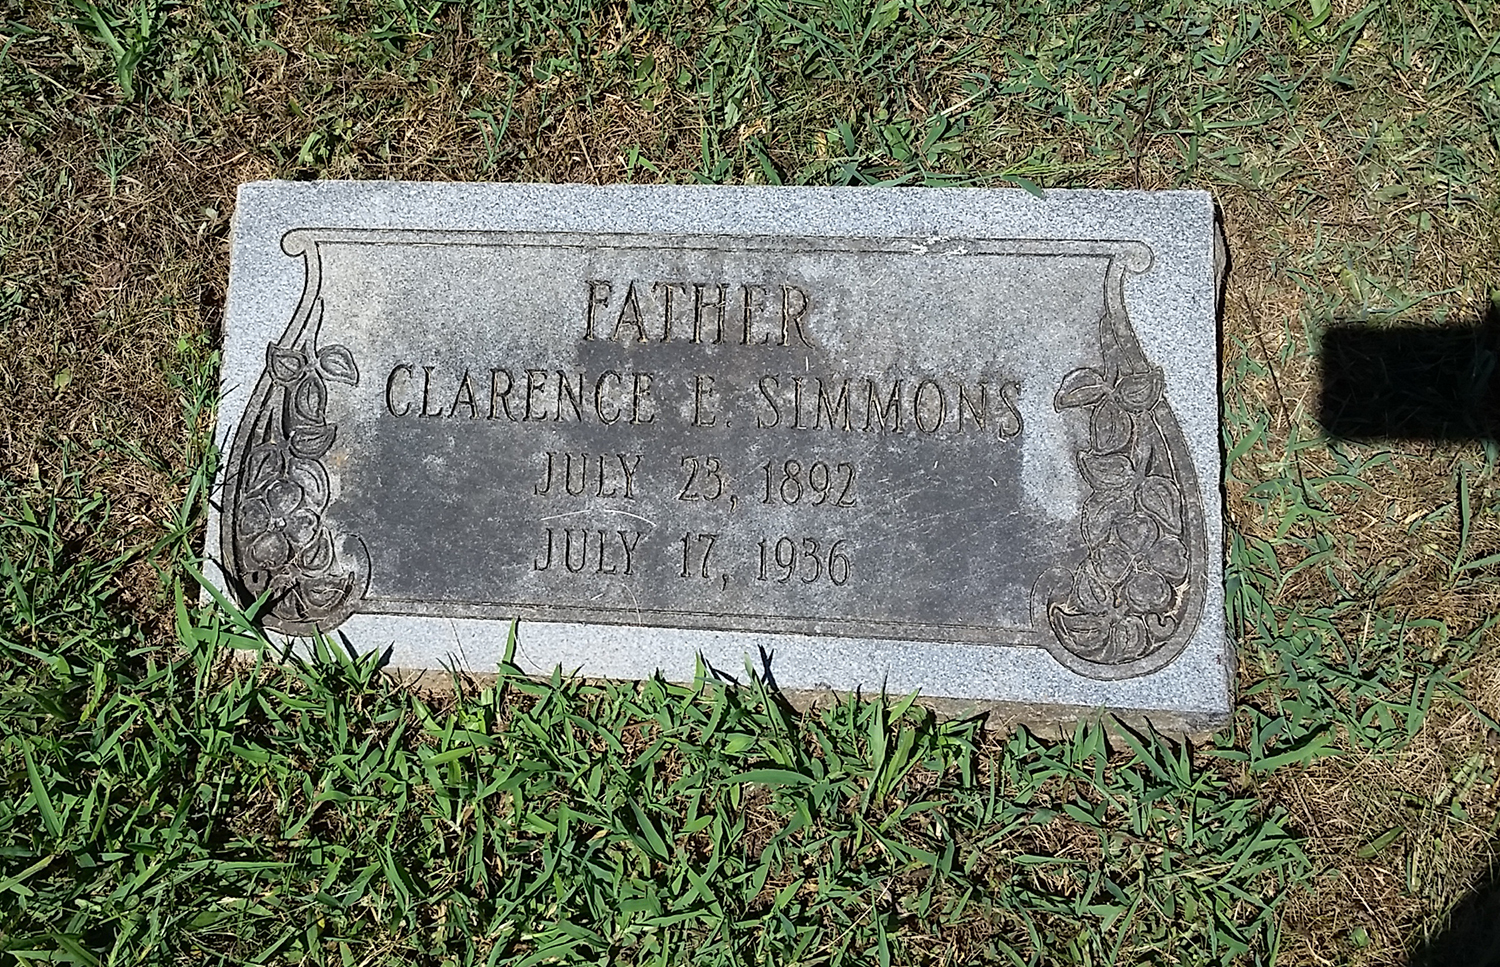 FATHER
CLARENCE E. SIMMONS
JULY 23, 1892
JULY 17, 1936